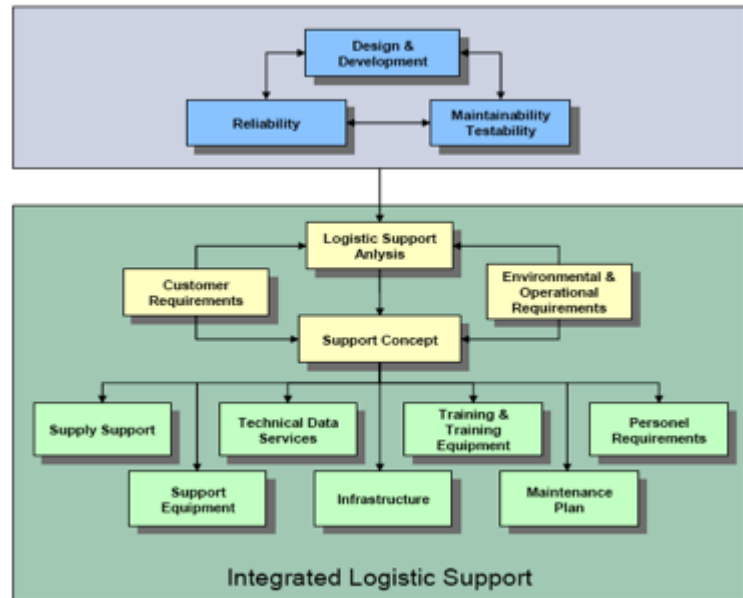 Design &
Development
Reliability
Maintainability
Testability
Logistic Support
Anlysis
Customer
Requirements
Environmental &
Operational
Requirements
Support Concept
Supply Support
Technical Data
Services
Training &
Training
Equipment
Personel
Requirements
Support
Equipment
Infrastructure
Maintenance
Plan
Integrated Logistic Support